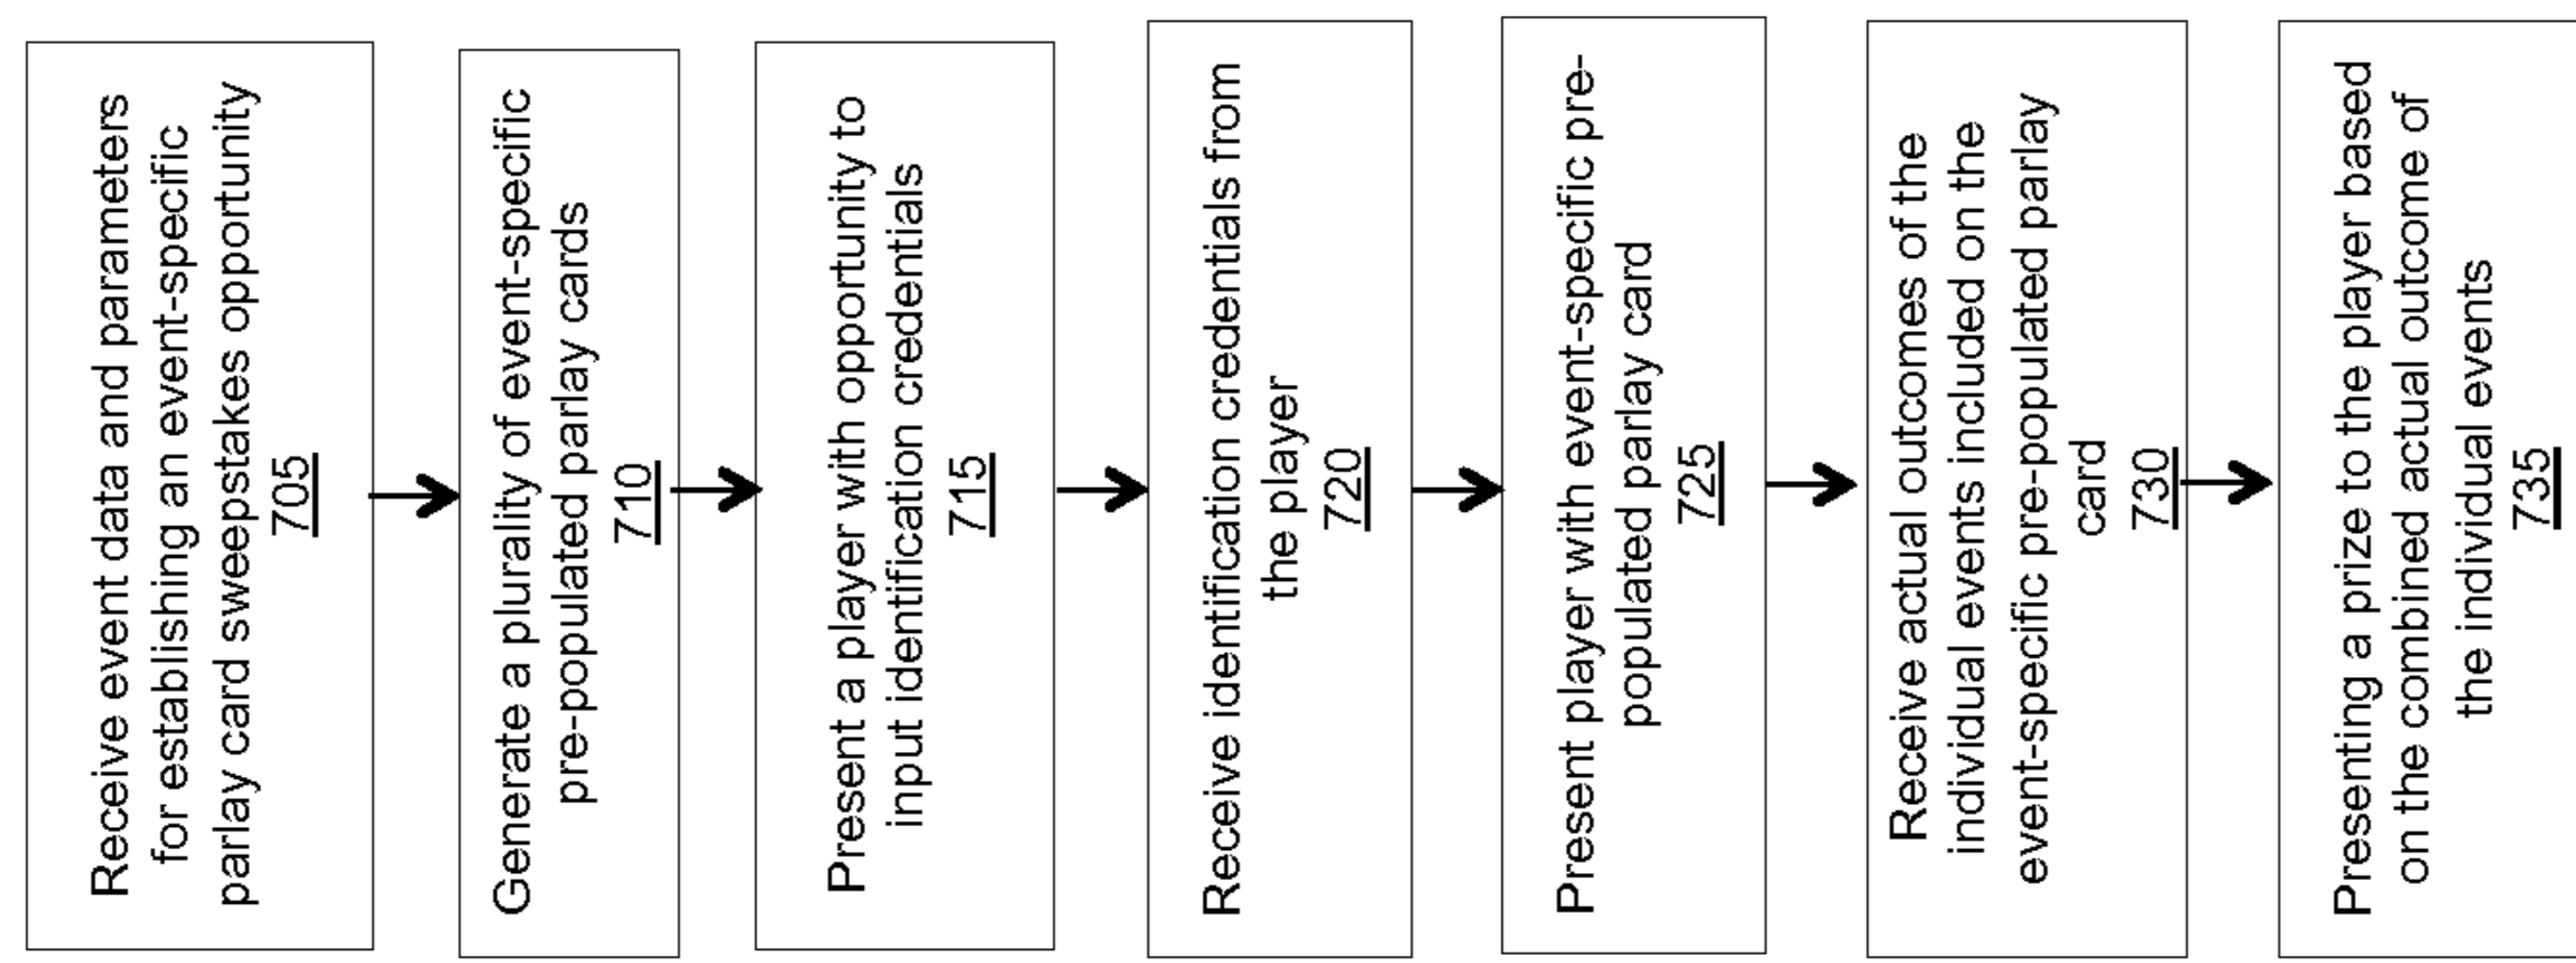 Receive event data and parameters
for establishing an event-specific
parlay card sweepstakes opportunity
705
Generate a plurality of event-specific
pre-populated parlay cards
710
Present a player with opportunity to
input identification credentials
715
Receive identification credentials from
the player
720
Present player with event-specific pre-
populated parlay card
725
Receive actual outcomes of the
individual events included on the
event-specific pre-populated parlay
card
730
Presenting a prize to the player based
on the combined actual outcome of
the individual events
735